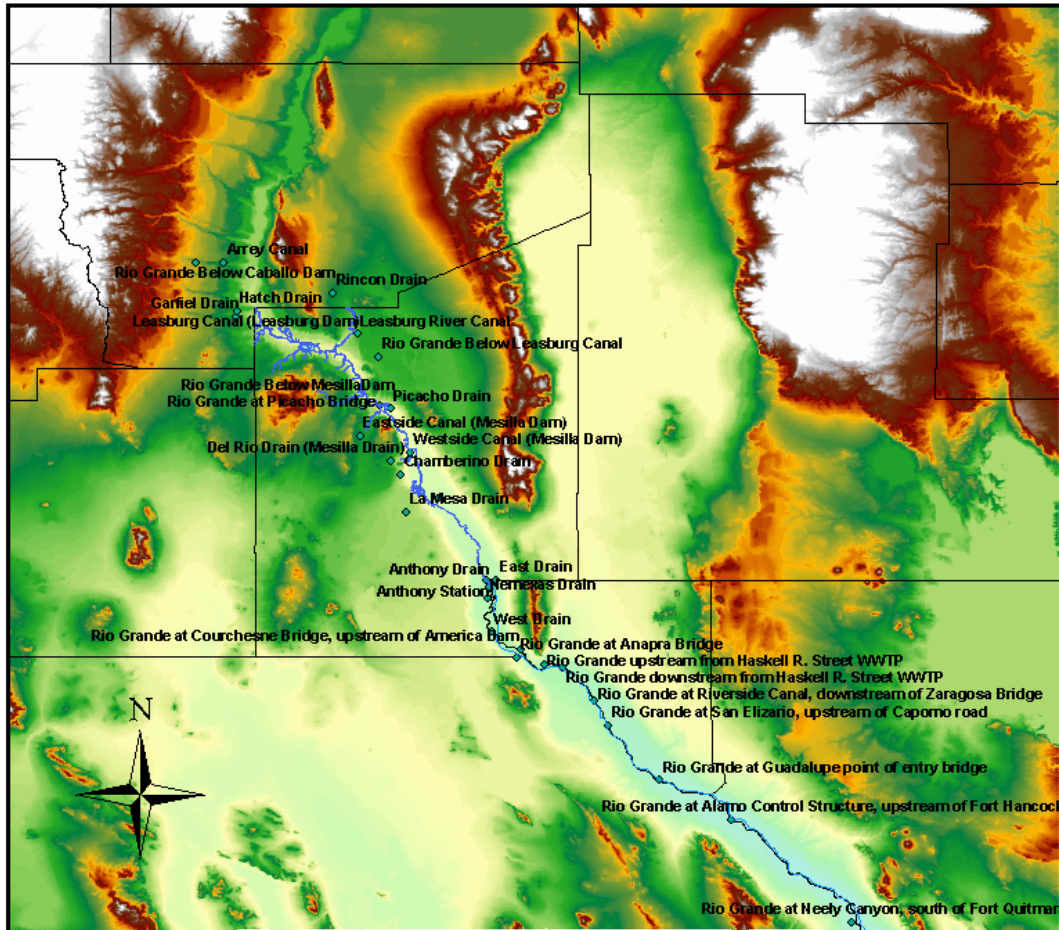 Arrey Canal
Rio Grande Below Caballo Dam
Rincon Drain
Garfiel Drain
Hatch Drain
Leasburg Canal (Leasburg Dam)
Leasburg River Canal
Rio Grande Below Leasburg Canal
Rio Grande Below Mesilla Dam
Picacho Drain
Rio Grande at Picacho Bridge
Eastside Canal (Mesilla Dam)
Westside Canal (Mesilla Dam)
Del Rio Drain (Mesilla Drain)
Chamberino Drain
La Mesa Drain
Anthony Drain
East Drain
Nemexas Drain
Anthony Station
West Drain
Rio Grande at Courchesne Bridge, upstream of America Dam
Rio Grande at Anapra Bridge
Rio Grande upstream from Haskell R. Street WWTP
Rio Grande downstream from Haskell R. Street WWTP
Rio Grande at Riverside Canal, downstream of Zaragosa Bridge
Rio Grande at San Elizario, upstream of Caporno road
N
Rio Grande at Guadalupe point of entry bridge
Rio Grande at Alamo Control Structure, upstream of Fort Hancock
Rio Grande at Neely Canyon, south of Fort Quitman